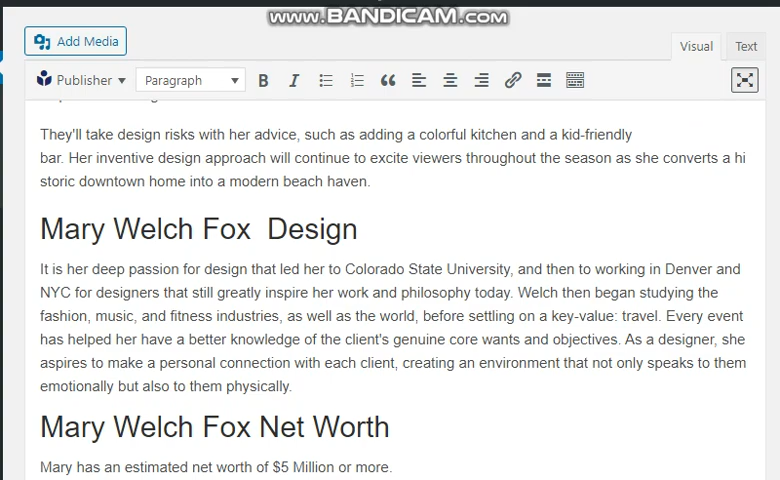 www.BANDICAM.com
Add Media
Visual Text
Publisher Paragraph B I
They'll take design risks with her advice, such as adding a colorful kitchen and a kid-friendly
bar. Her inventive design approach will continue to excite viewers throughout the season as she converts a hi
storic downtown home into a modern beach haven.
Mary Welch Fox  Design
It is her deep passion for design that led her to Colorado State University, and then to working in Denver and
NYC for designers that still greatly inspire her work and philosophy today. Welch then began studying the
fashion, music, and fitness industries, as well as the world, before settling on a key-value: travel. Every event
has helped her have a better knowledge of the client's genuine core wants and objectives. As a designer, she
aspires to make a personal connection with each client, creating an environment that not only speaks to them
emotionally but also to them physically.
Mary Welch Fox Net Worth
Mary has an estimated net worth of $5 Million or more.